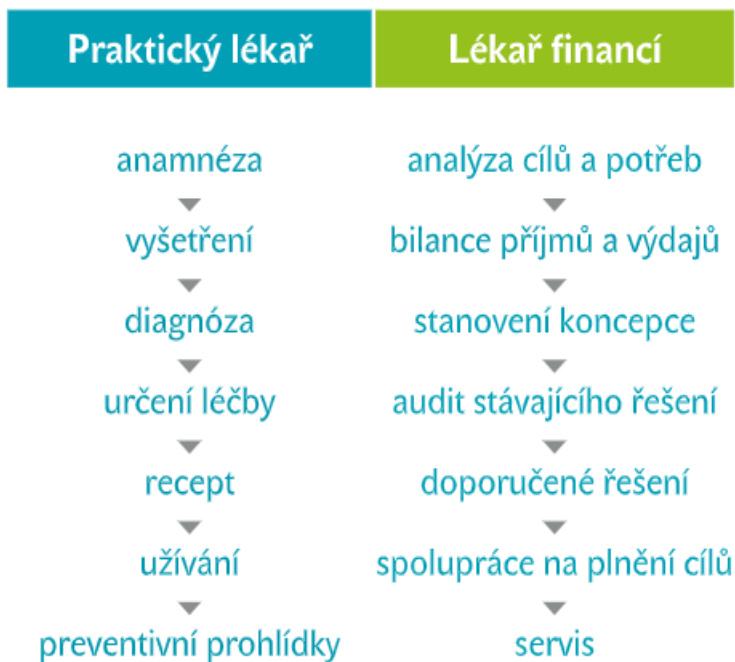 Praktický lékař
Lékař financí
anamnéza
analýza cílů a potřeb
vyšetření
bilance příjmů a výdajů
diagnóza
stanovení koncepce
určení léčby
audit stávajícího řešení
recept
doporučené řešení
užívání
spolupráce na plnění cílů
preventivní prohlídky
servis